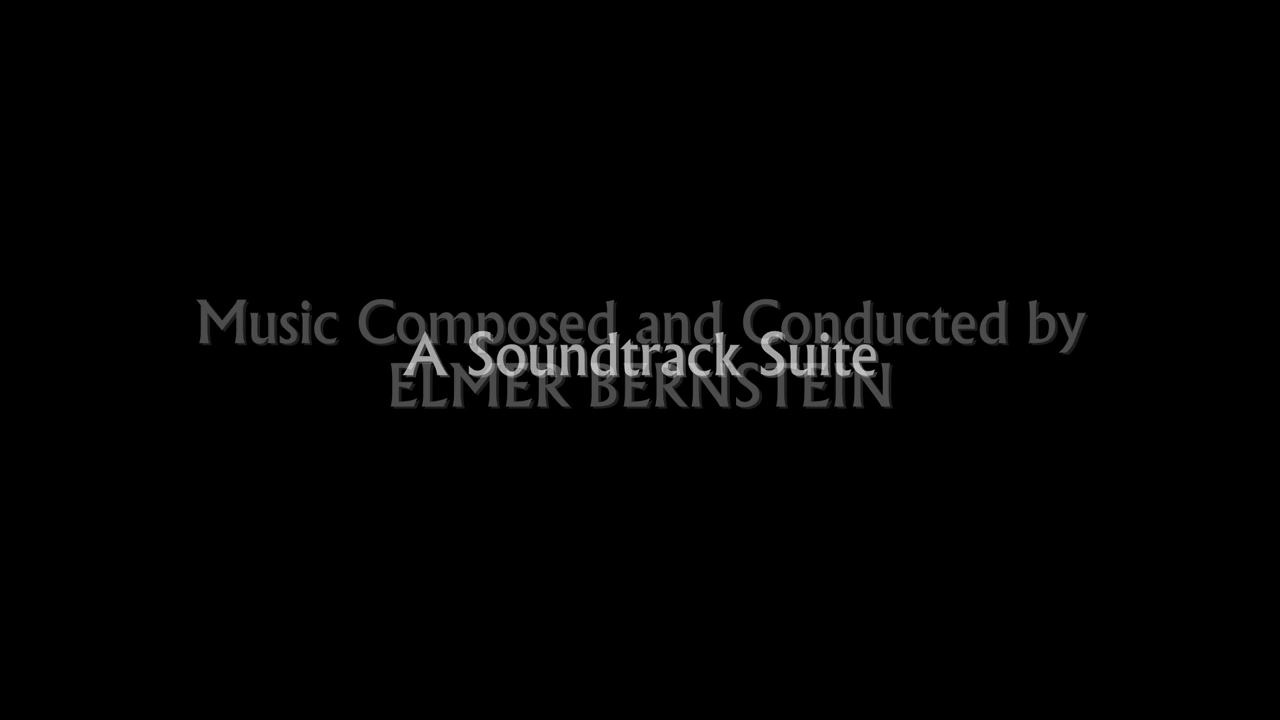 Music Composed and Conducted by
A Soundtrack Suite
ELMER BERNSTEIN